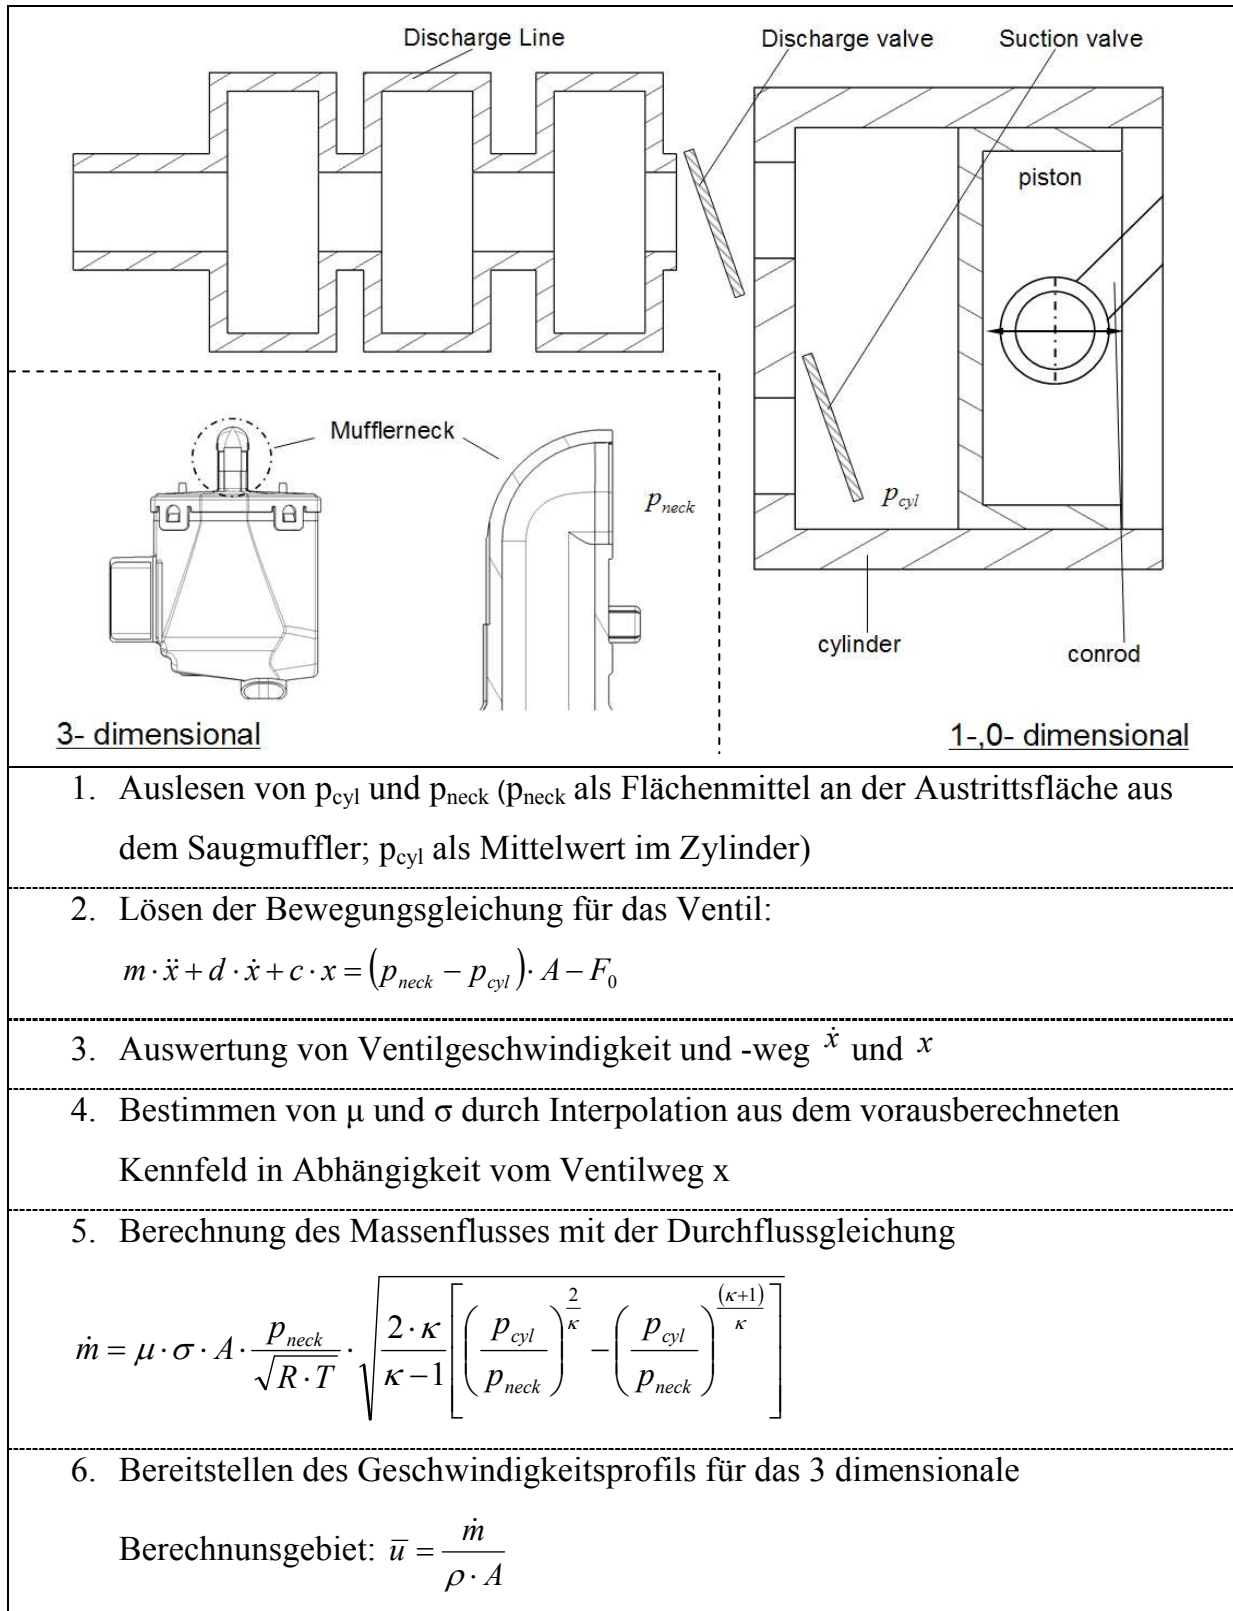 Discharge Line
Discharge valve
Suction valve
piston
Mufflerneck
p_neck
p_cyl
cylinder
conrod
3- dimensional
1-,0- dimensional
1. Auslesen von p_cyl und p_neck (p_neck als Flächenmittel an der Austrittsfläche aus
dem Saugmuffler; p_cyl als Mittelwert im Zylinder)
2. Lösen der Bewegungsgleichung für das Ventil:
m · ẍ + d · ẋ + c · x = (p_neck − p_cyl) · A − F_0
3. Auswertung von Ventilgeschwindigkeit und -weg ẋ und x
4. Bestimmen von μ und σ durch Interpolation aus dem vorausberechneten
Kennfeld in Abhängigkeit vom Ventilweg x
5. Berechnung des Massenflusses mit der Durchflussgleichung
ṁ = μ · σ · A · p_neck / √(R · T) · √( (2 · κ) / (κ − 1) [ (p_cyl / p_neck)^(2/κ) − (p_cyl / p_neck)^((κ+1)/κ) ] )
6. Bereitstellen des Geschwindigkeitsprofils für das 3 dimensionale
Berechnunsgebiet: u̅ = ṁ / (ρ · A)